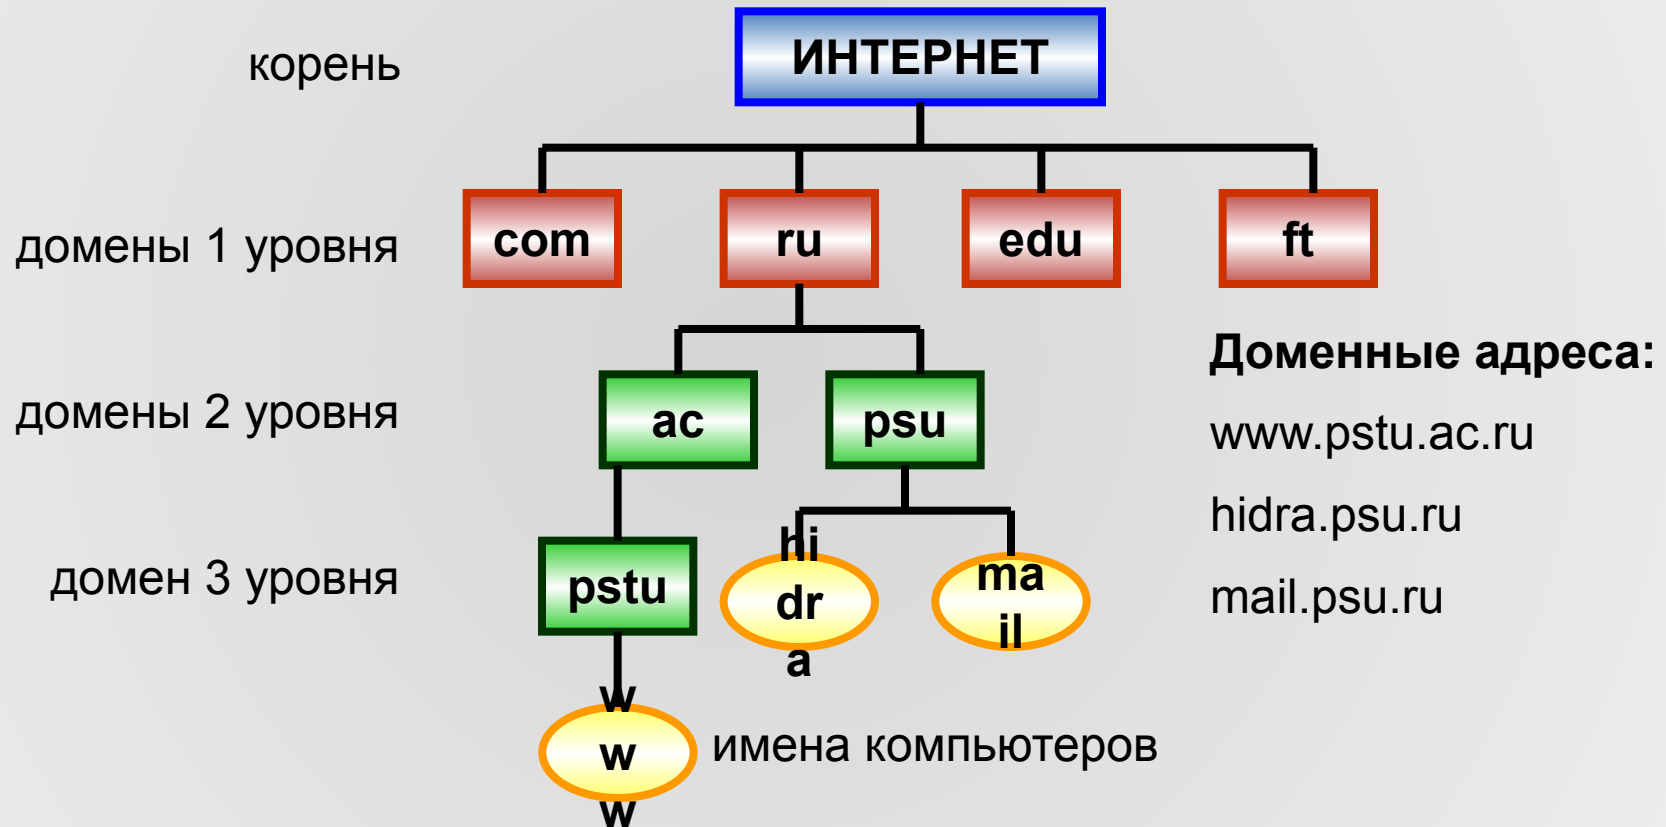 корень
ИНТЕРНЕТ
домены 1 уровня
com
ru
edu
ft
Доменные адреса:
домены 2 уровня
ac
psu
www.pstu.ac.ru
hidra.psu.ru
домен 3 уровня
pstu
hi
dr
a
ma
il
mail.psu.ru
w
w
w
имена компьютеров